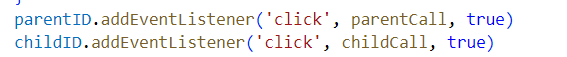 parentID.addEventListener('click', parentCall, true)
childID.addEventListener('click', childCall, true)